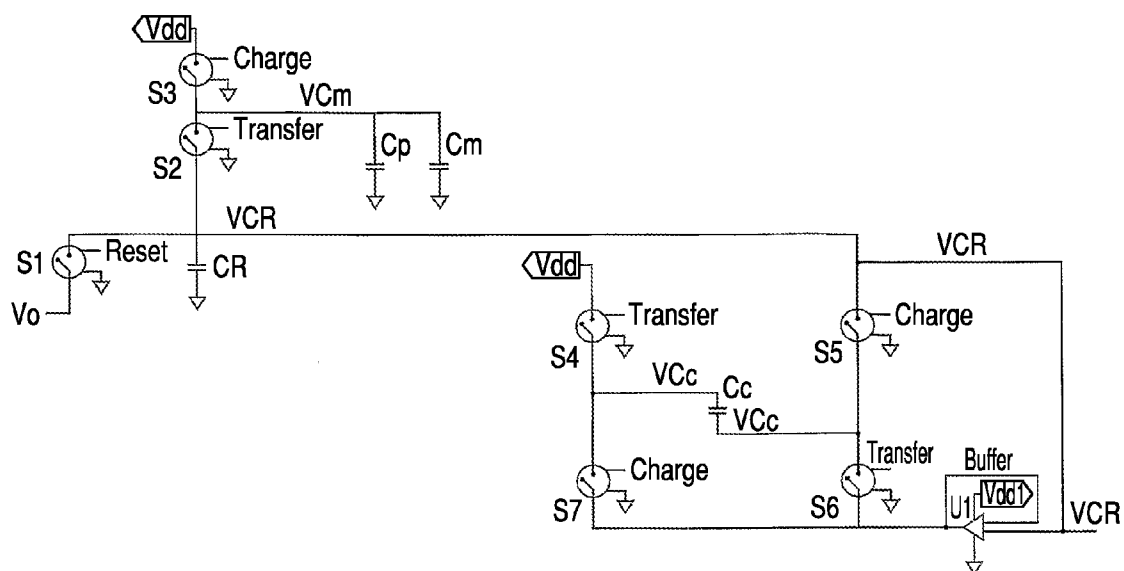 Vdd
Charge
S3
VCm
Transfer
S2
Cp
Cm
VCR
Reset
S1
CR
Vo
VCR
Vdd
Transfer
S4
Charge
S5
VCc
Cc
VCc
Charge
S7
Transfer
S6
Buffer
U1
Vdd1
VCR